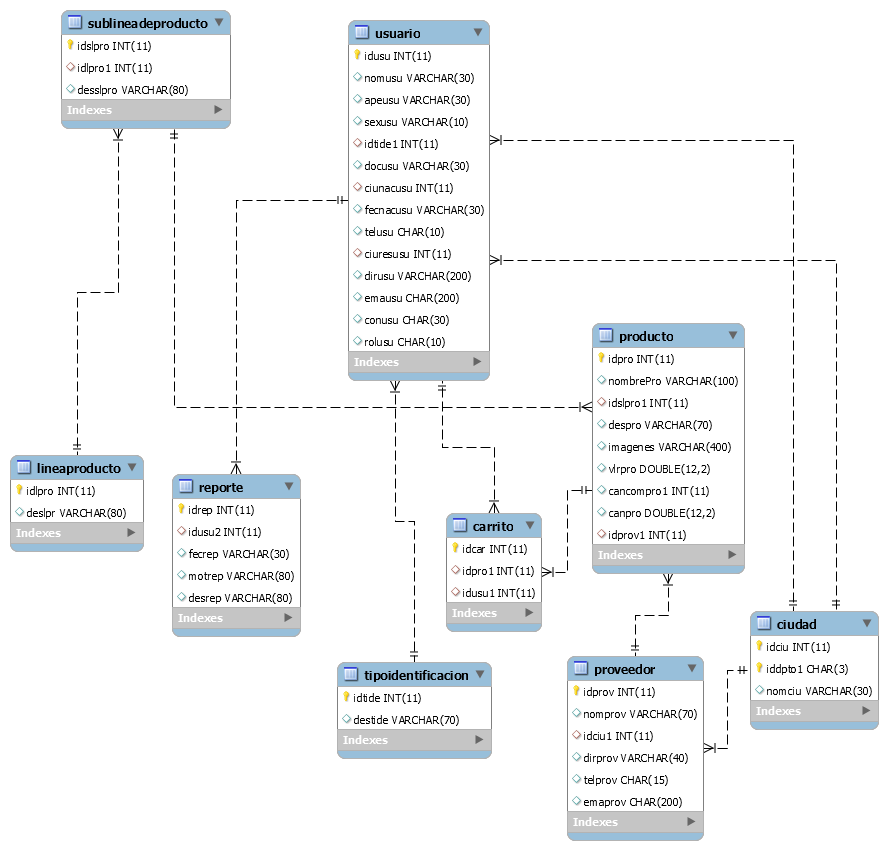 sublineadeproducto
idslpro INT(11)
idlpro1 INT(11)
desslpro VARCHAR(80)
Indexes
usuario
idusu INT(11)
nomusu VARCHAR(30)
apeusu VARCHAR(30)
sexusu VARCHAR(10)
idtide1 INT(11)
docusu VARCHAR(30)
ciunacusu INT(11)
fecnacusu VARCHAR(30)
telusu CHAR(10)
ciuresusu INT(11)
dirusu VARCHAR(200)
emausu CHAR(200)
conusu CHAR(30)
rolusu CHAR(10)
Indexes
producto
idpro INT(11)
nombrePro VARCHAR(100)
idslpro1 INT(11)
despro VARCHAR(70)
imagenes VARCHAR(400)
vlrpro DOUBLE(12,2)
cancompro1 INT(11)
canpro DOUBLE(12,2)
idprov1 INT(11)
Indexes
lineaproducto
idlpro INT(11)
deslpr VARCHAR(80)
Indexes
reporte
idrep INT(11)
idusu2 INT(11)
fecrep VARCHAR(30)
motrep VARCHAR(80)
desrep VARCHAR(80)
Indexes
carrito
idcar INT(11)
idpro1 INT(11)
idusu1 INT(11)
Indexes
tipoidentificacion
idtide INT(11)
destide VARCHAR(70)
Indexes
proveedor
idprov INT(11)
nomprov VARCHAR(70)
idciu1 INT(11)
dirprov VARCHAR(40)
telprov CHAR(15)
emaprov CHAR(200)
Indexes
ciudad
idciu INT(11)
iddpto1 CHAR(3)
nomciu VARCHAR(30)
Indexes